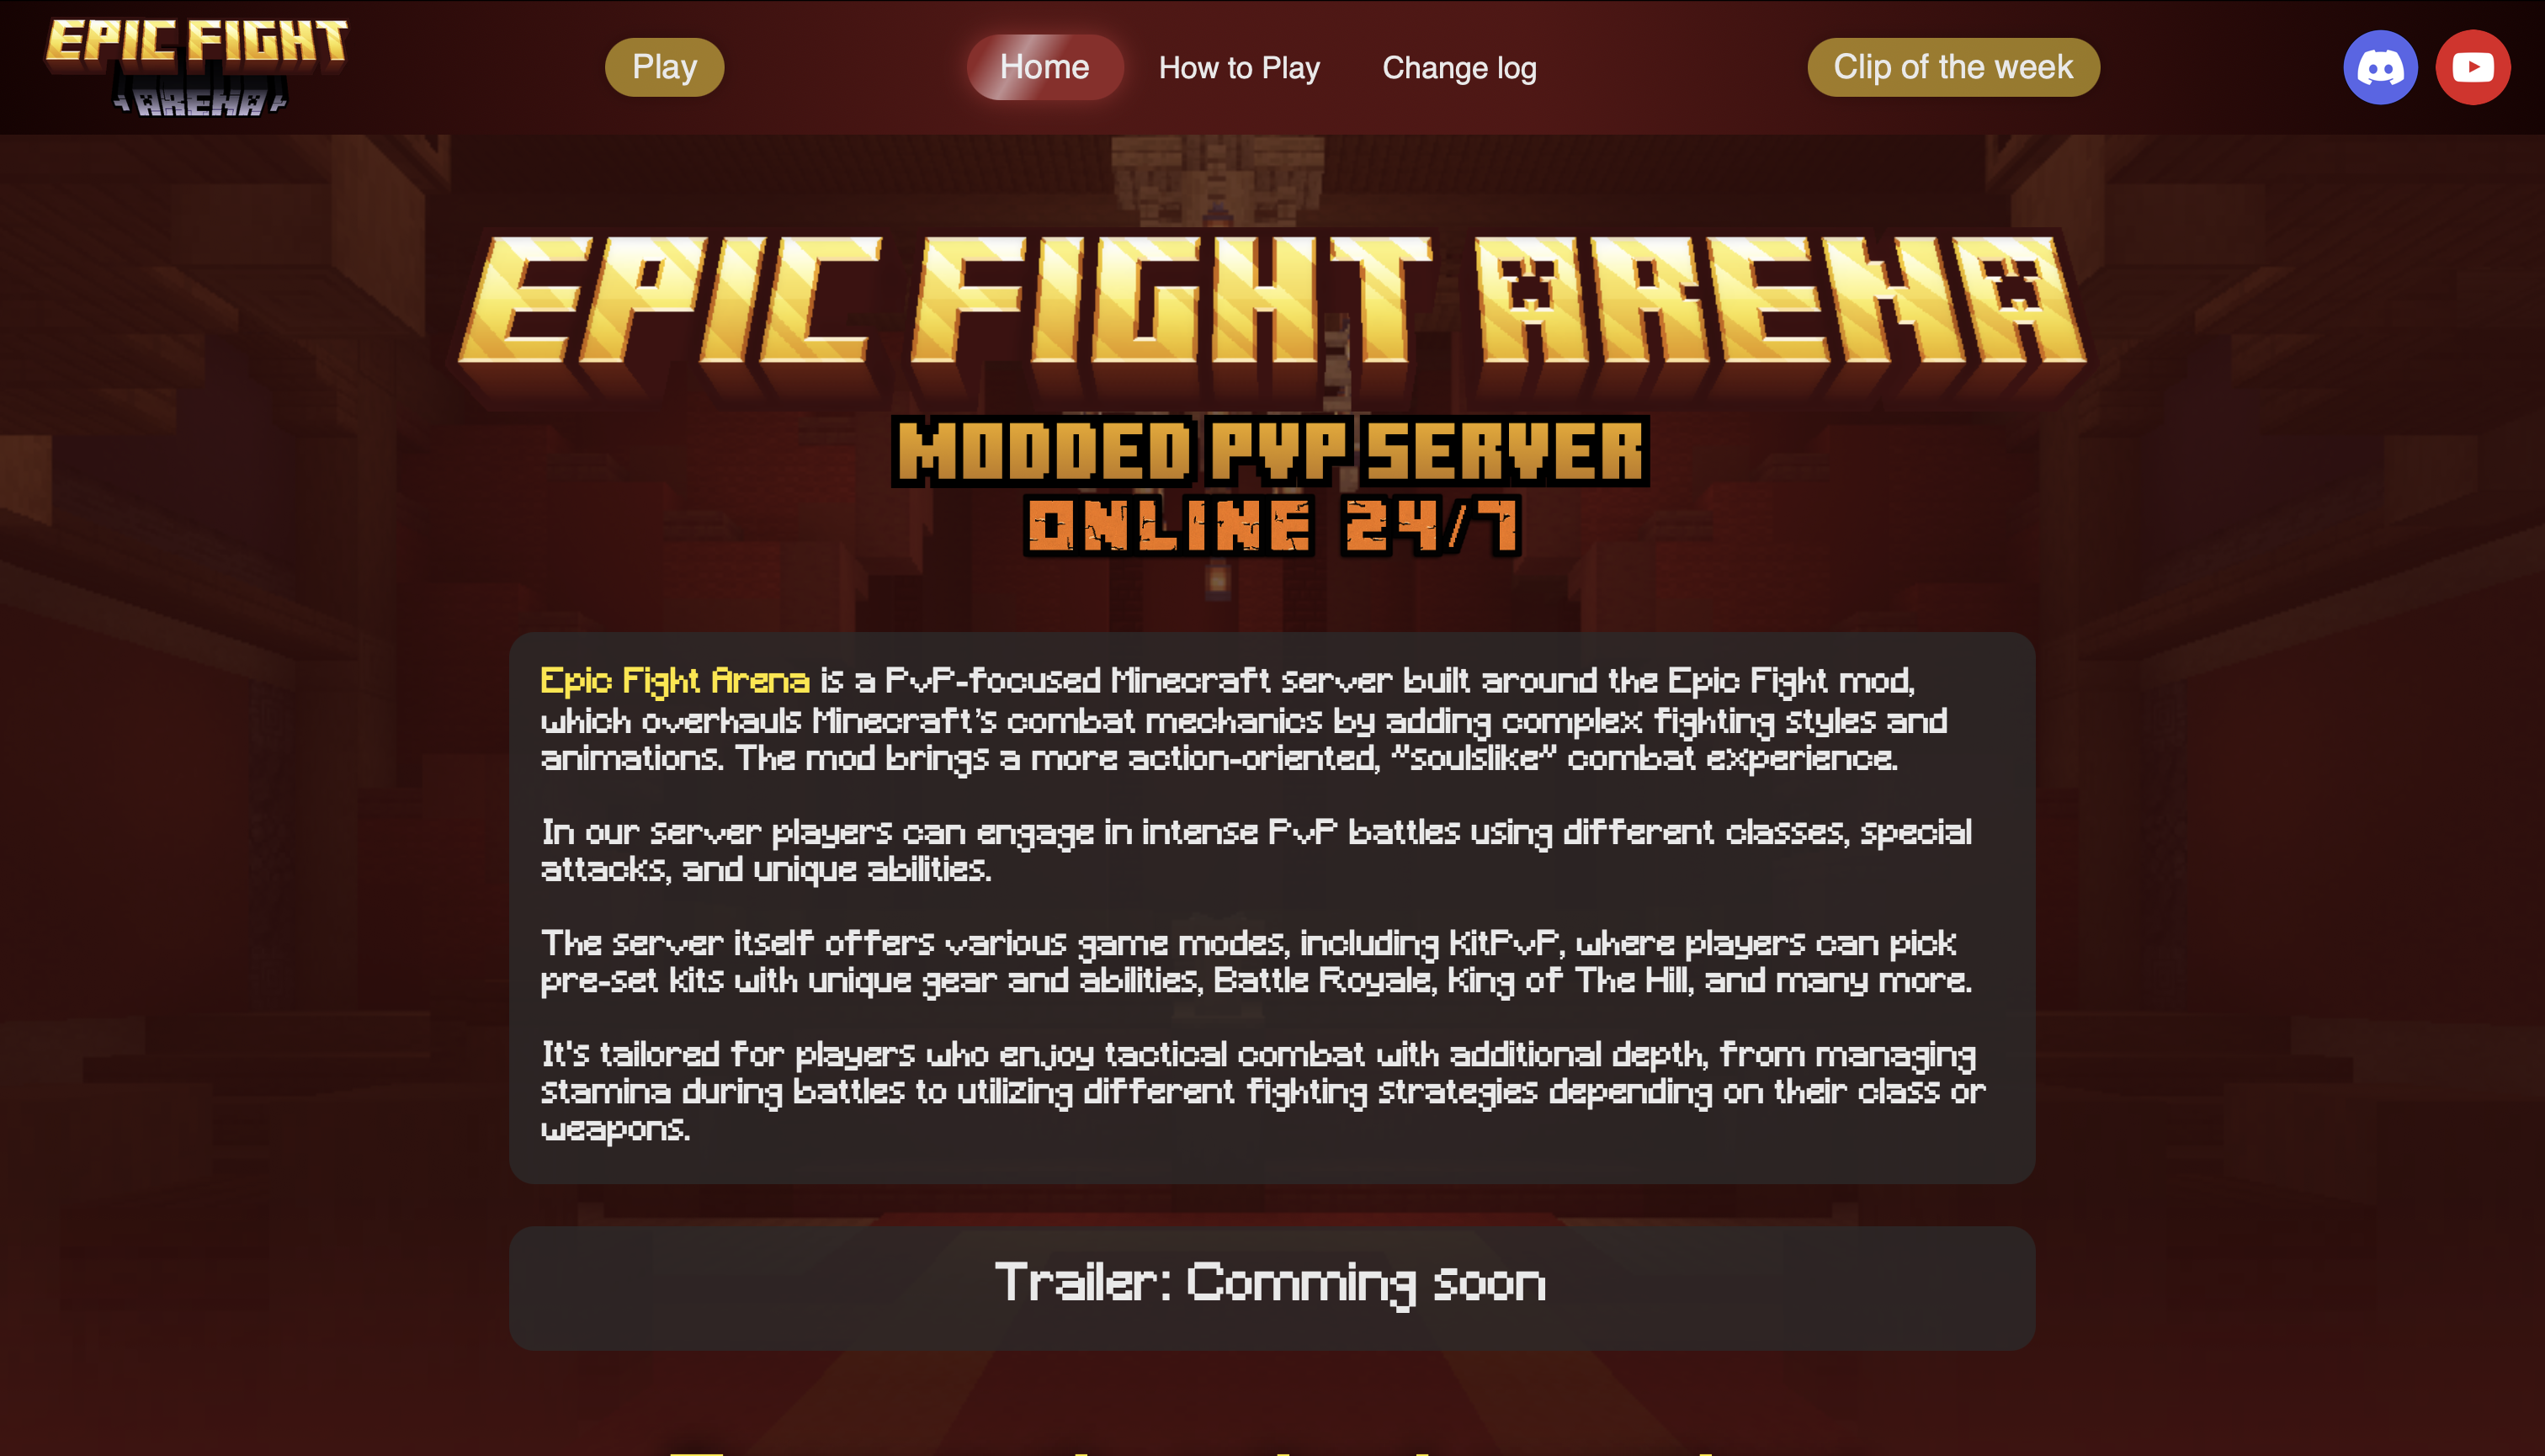 EPIC FIGHT
ARENA
Play
Home
How to Play
Change log
Clip of the week
EPIC FIGHT ARENA
MODDED PVP SERVER
ONLINE 24/7
Epic Fight Arena is a PvP-focused Minecraft server built around the Epic Fight mod,
which overhauls Minecraft's combat mechanics by adding complex fighting styles and
animations. The mod brings a more action-oriented, "soulslike" combat experience.
In our server players can engage in intense PvP battles using different classes, special
attacks, and unique abilities.
The server itself offers various game modes, including KitPvP, where players can pick
pre-set kits with unique gear and abilities, Battle Royale, King of The Hill, and many more.
It's tailored for players who enjoy tactical combat with additional depth, from managing
stamina during battles to utilizing different fighting strategies depending on their class or
weapons.
Trailer: Comming soon